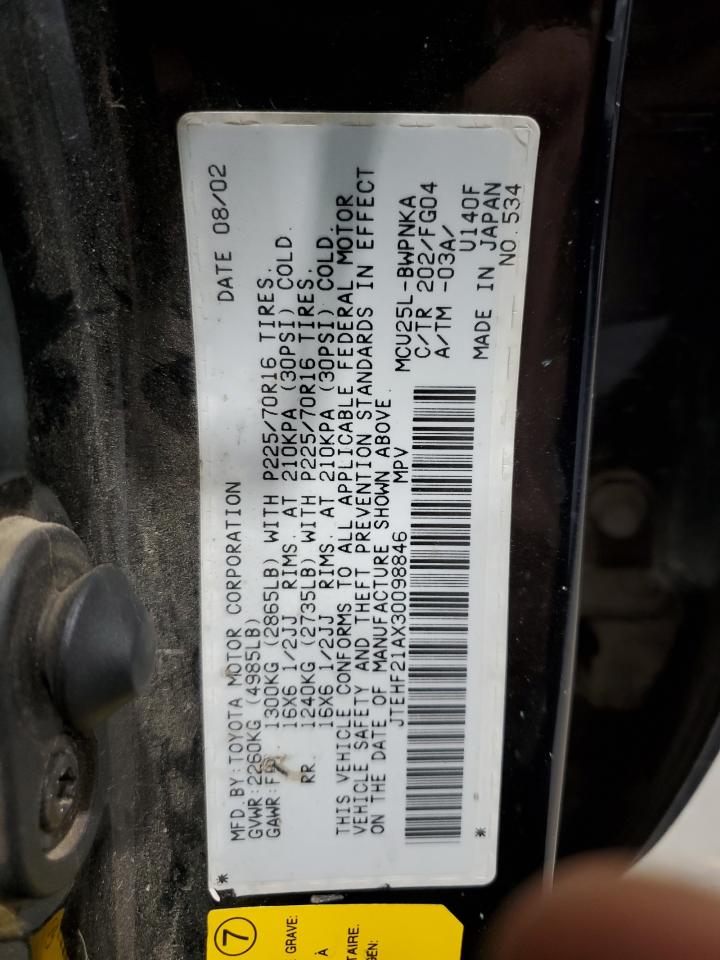 MFD. BY: TOYOTA MOTOR CORPORATION DATE 08/02
GVWR: 2260KG (4985LB)
GAWR: FR. 1300KG (2865LB) WITH P225/70R16 TIRES.
16X6 1/2JJ RIMS. AT 210KPA (30PSI) COLD.
RR. 1240KG (2735LB) WITH P225/70R16 TIRES.
16X6 1/2JJ RIMS. AT 210KPA (30PSI) COLD.
THIS VEHICLE CONFORMS TO ALL APPLICABLE FEDERAL MOTOR
VEHICLE SAFETY AND THEFT PREVENTION STANDARDS IN EFFECT
ON THE DATE OF MANUFACTURE SHOWN ABOVE.
JTEHF21AX30098846 MPV
MCU25L-BWPNKA
C/TR 202/FG04
A/TM -03A/
U140F
MADE IN JAPAN
NO. 534
* *
7
GRAVE:
À
TAIRE.
GEN: